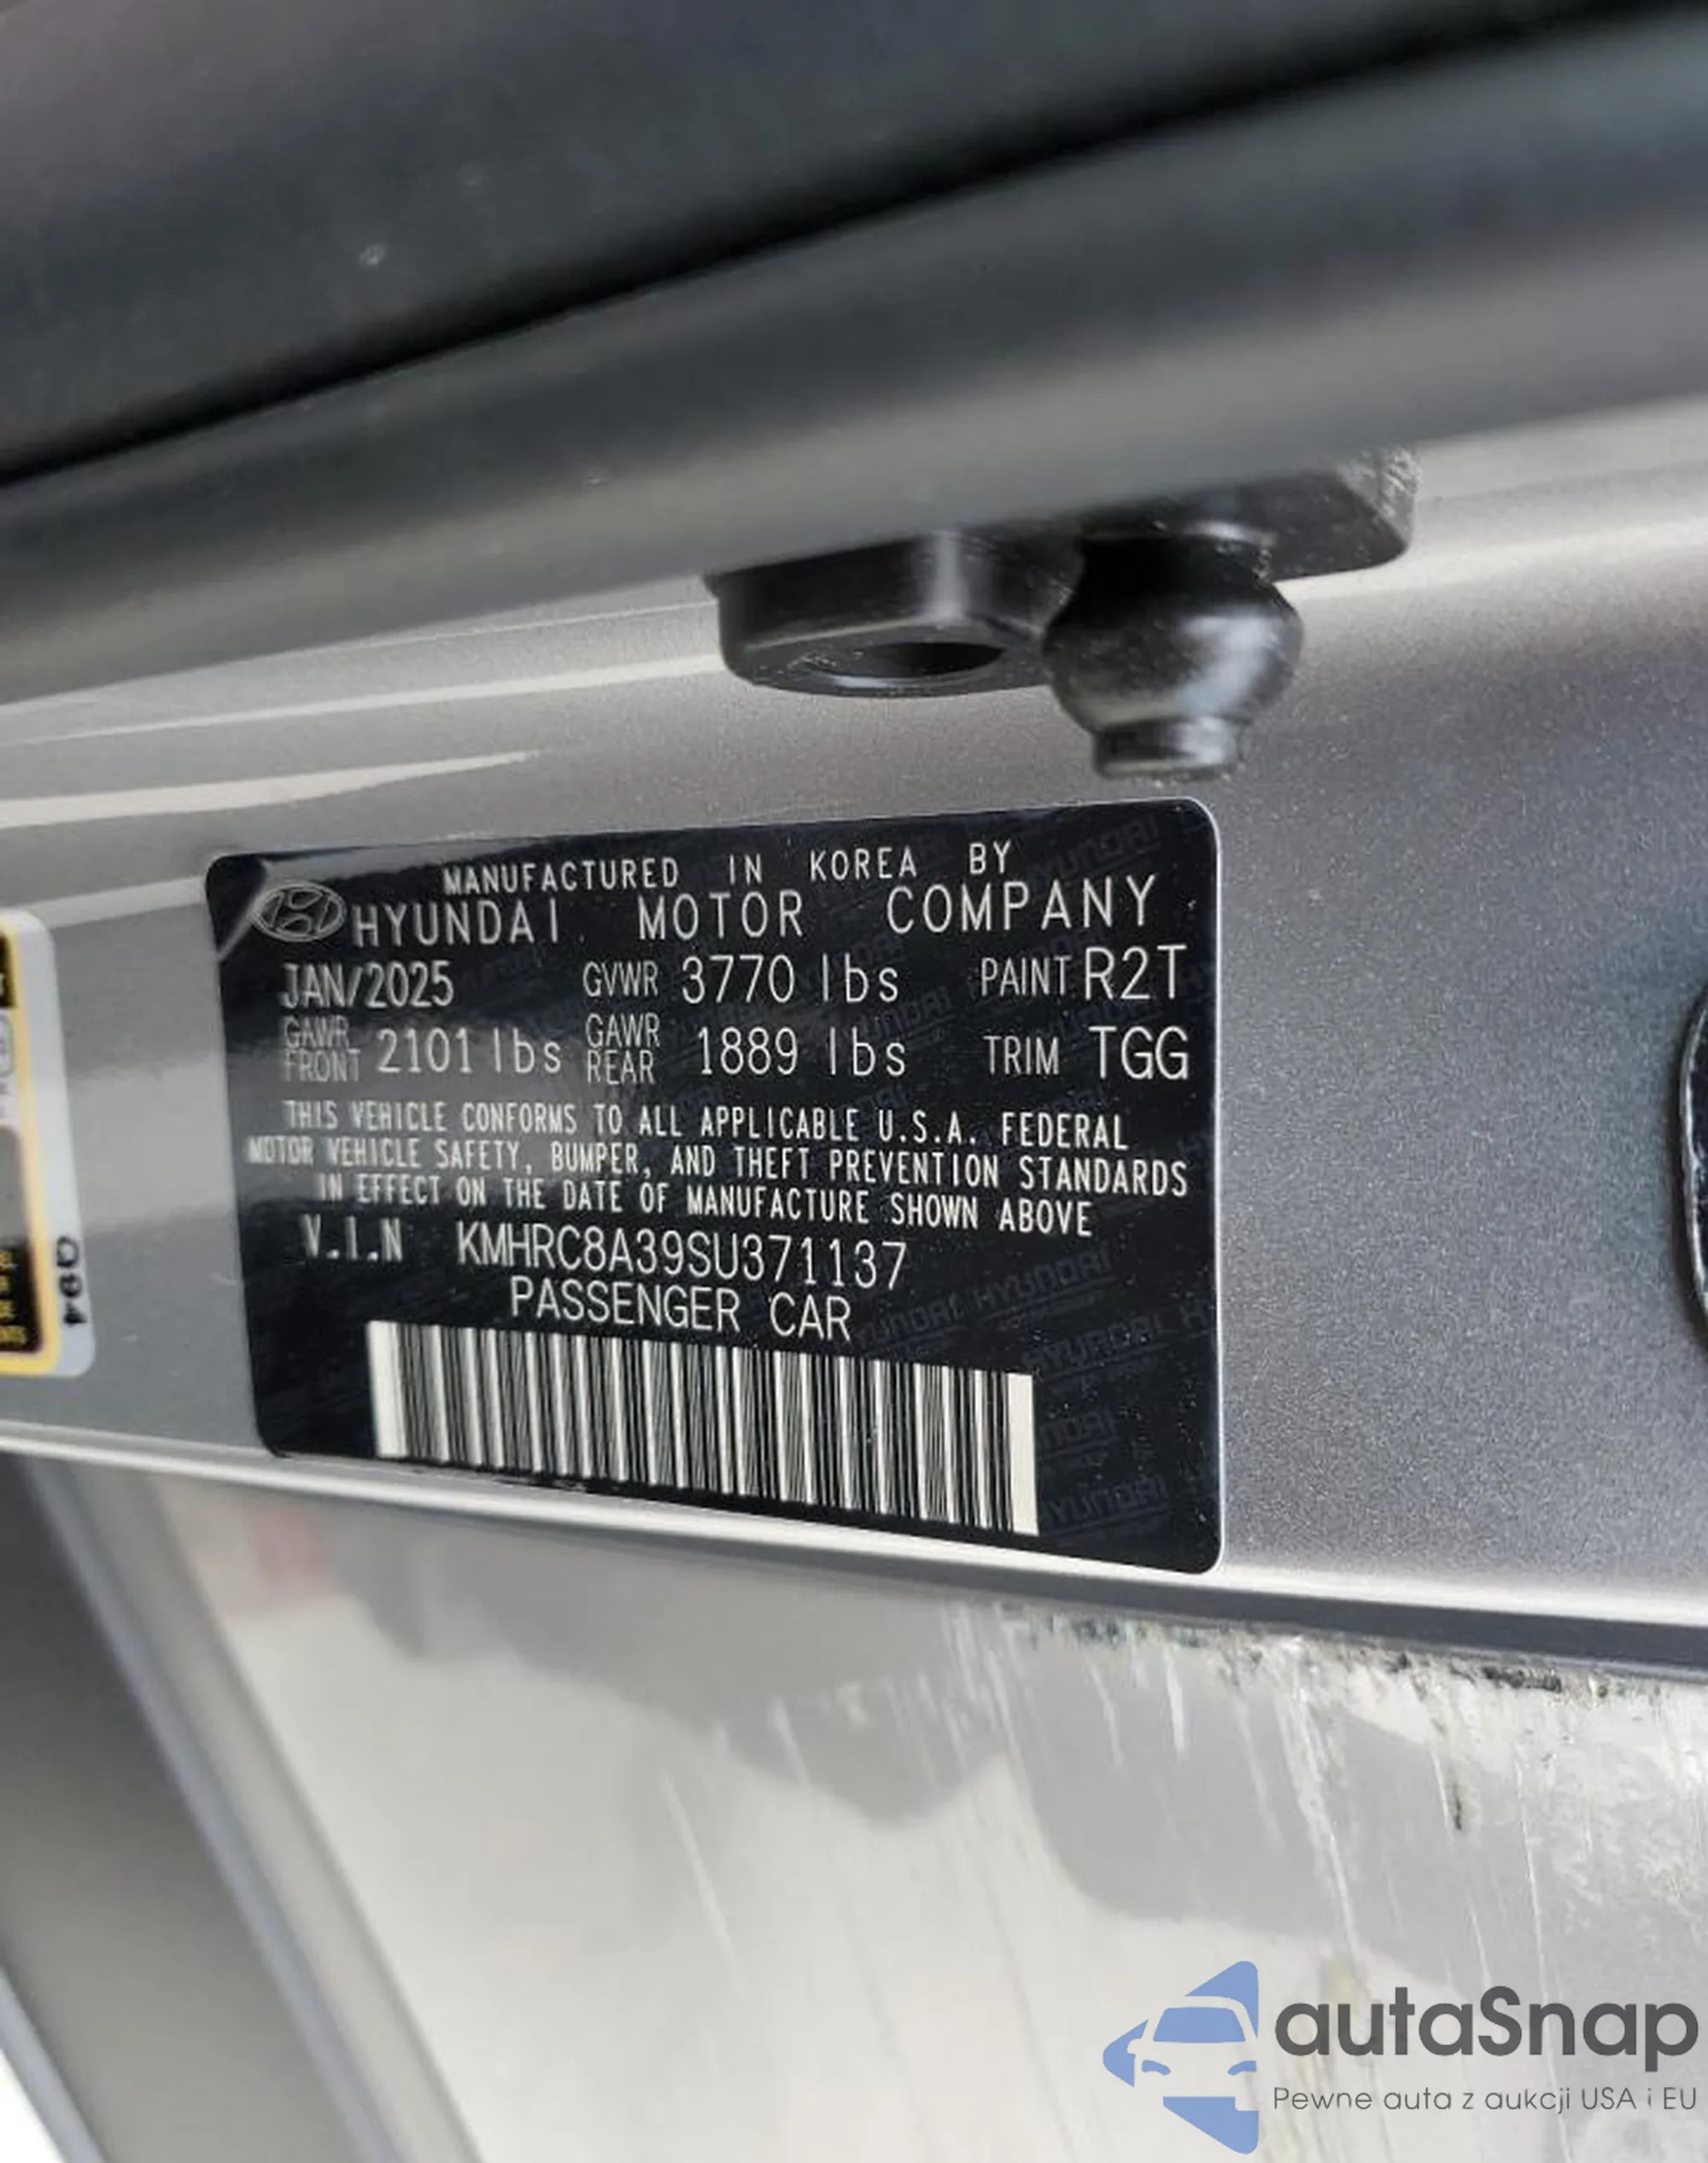 MANUFACTURED IN KOREA BY
HYUNDAI MOTOR COMPANY
JAN/2025 GVWR 3770 lbs PAINT R2T
GAWR FRONT 2101 lbs GAWR REAR 1889 lbs TRIM TGG
THIS VEHICLE CONFORMS TO ALL APPLICABLE U.S.A. FEDERAL
MOTOR VEHICLE SAFETY, BUMPER, AND THEFT PREVENTION STANDARDS
IN EFFECT ON THE DATE OF MANUFACTURE SHOWN ABOVE
V.I.N KMHRC8A39SU371137
PASSENGER CAR
autaSnap
Pewne auta z aukcji USA i EU